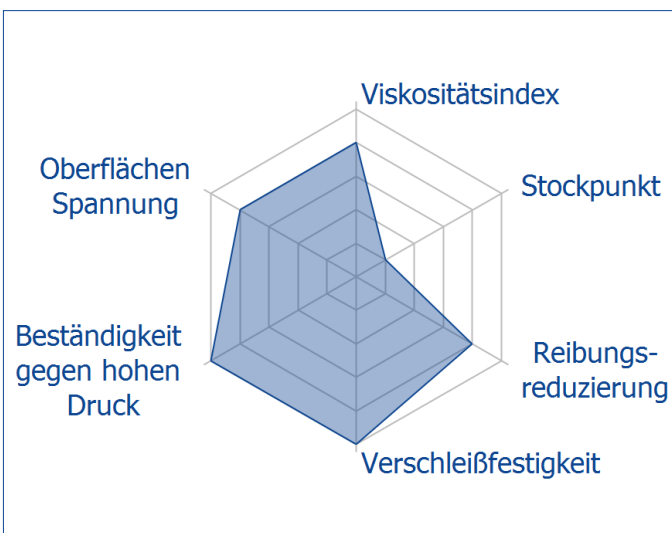 Viskositätsindex
Stockpunkt
Reibungs-
reduzierung
Verschleißfestigkeit
Beständigkeit
gegen hohen
Druck
Oberflächen
Spannung